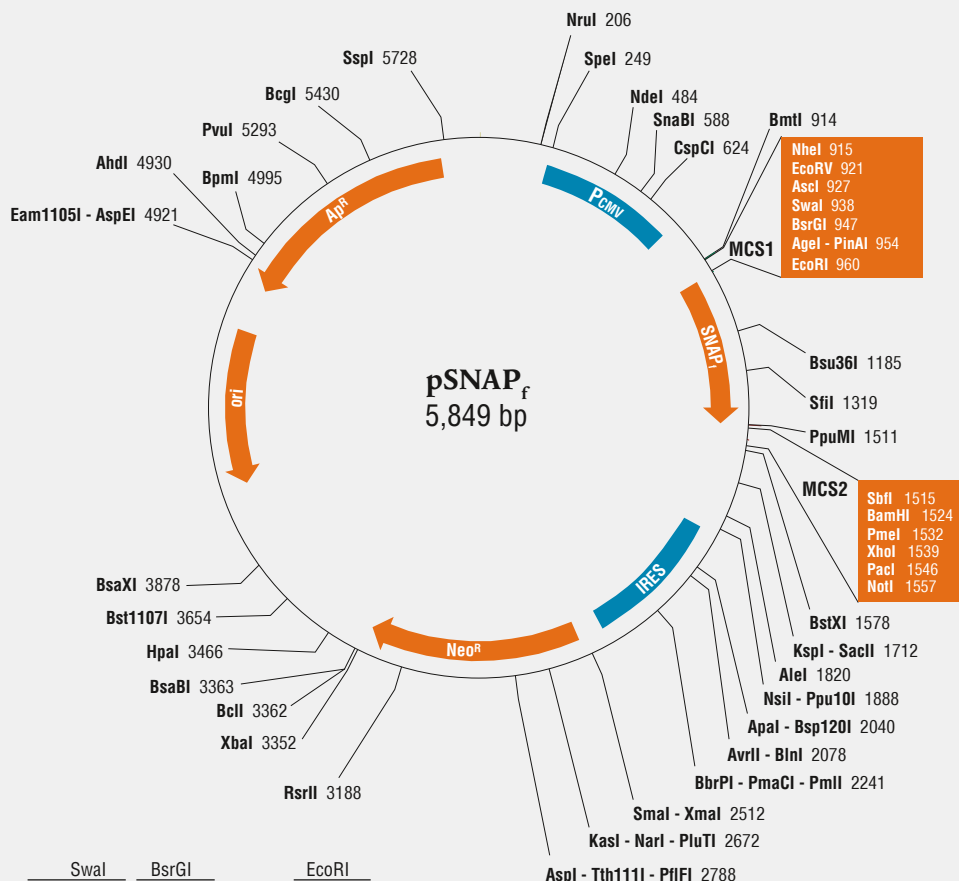 NruI 206
SpeI 249
NdeI 484
SnaBI 588
CspCI 624
BmtI 914
NheI 915
EcoRV 921
AscI 927
SwaI 938
BsrGI 947
AgeI - PinAI 954
EcoRI 960
MCS1
Bsu36I 1185
SfiI 1319
PpuMI 1511
MCS2
SbfI 1515
BamHI 1524
PmeI 1532
XhoI 1539
PacI 1546
NotI 1557
BstXI 1578
KspI - SacII 1712
AleI 1820
NsiI - Ppu10I 1888
ApaI - Bsp120I 2040
AvrII - BlnI 2078
BbrPI - PmaCI - PmlI 2241
SmaI - XmaI 2512
KasI - NarI - PluTI 2672
AspI - Tth111I - PflFI 2788
RsrII 3188
XbaI 3352
BclI 3362
BsaBI 3363
HpaI 3466
Bst1107I 3654
BsaXI 3878
Eam1105I - AspEI 4921
AhdI 4930
BpmI 4995
PvuI 5293
BcgI 5430
SspI 5728
PCMV
SNAPf
IRES
NeoR
ori
ApR
pSNAPf
5,849 bp
SwaI BsrGI EcoRI